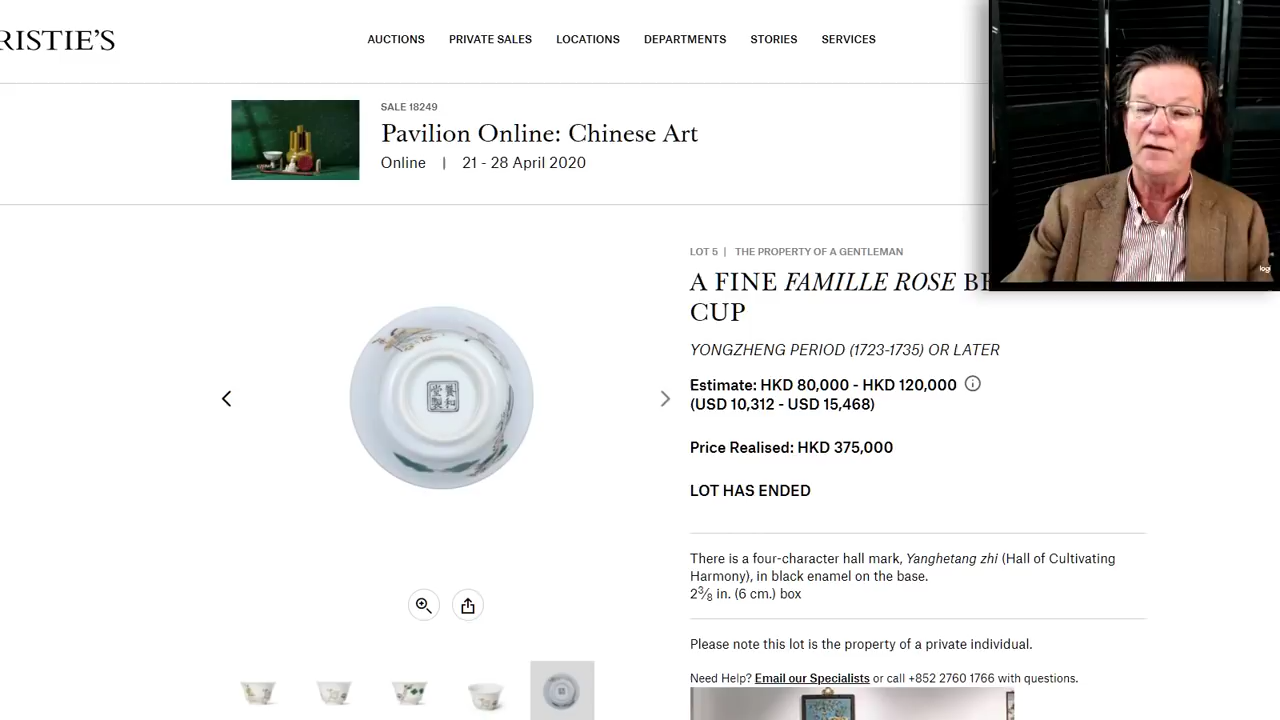 RISTIE'S
AUCTIONS PRIVATE SALES LOCATIONS DEPARTMENTS STORIES SERVICES
SALE 18249
Pavilion Online: Chinese Art
Online | 21 - 28 April 2020
LOT 5 | THE PROPERTY OF A GENTLEMAN
A FINE FAMILLE ROSE BE
CUP
YONGZHENG PERIOD (1723-1735) OR LATER
Estimate: HKD 80,000 - HKD 120,000
(USD 10,312 - USD 15,468)
Price Realised: HKD 375,000
LOT HAS ENDED
There is a four-character hall mark, Yanghetang zhi (Hall of Cultivating
Harmony), in black enamel on the base.
2⅜ in. (6 cm.) box
Please note this lot is the property of a private individual.
Need Help? Email our Specialists or call +852 2760 1766 with questions.
養和
堂製
logi